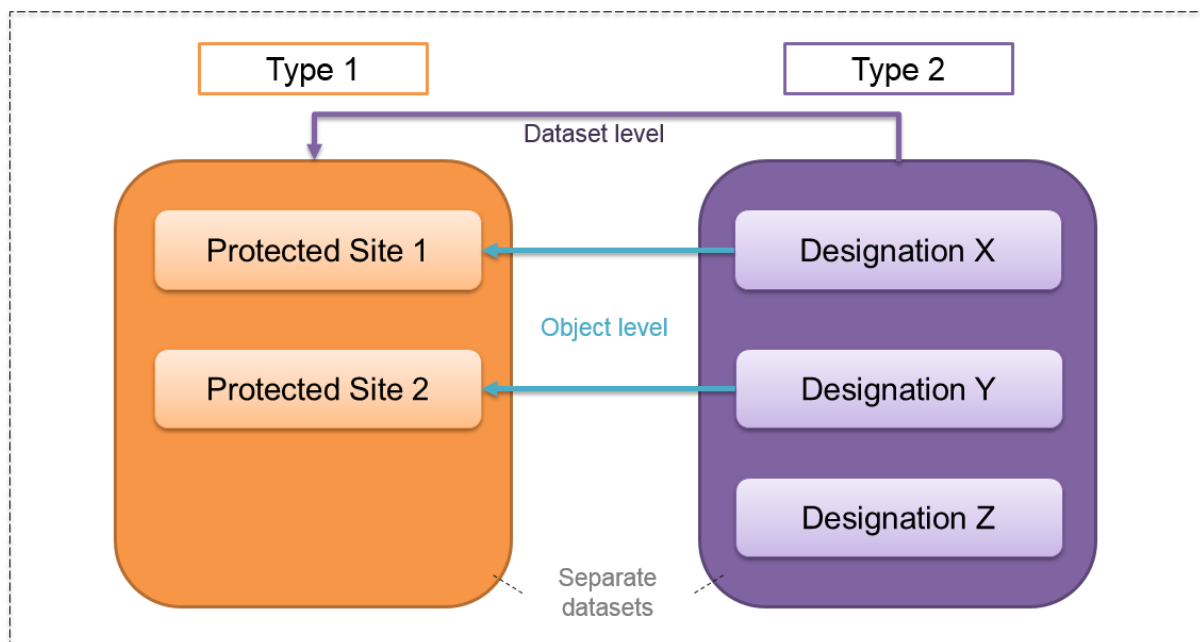 Type 1
Type 2
Dataset level
Protected Site 1
Designation X
Object level
Protected Site 2
Designation Y
Designation Z
Separate
datasets